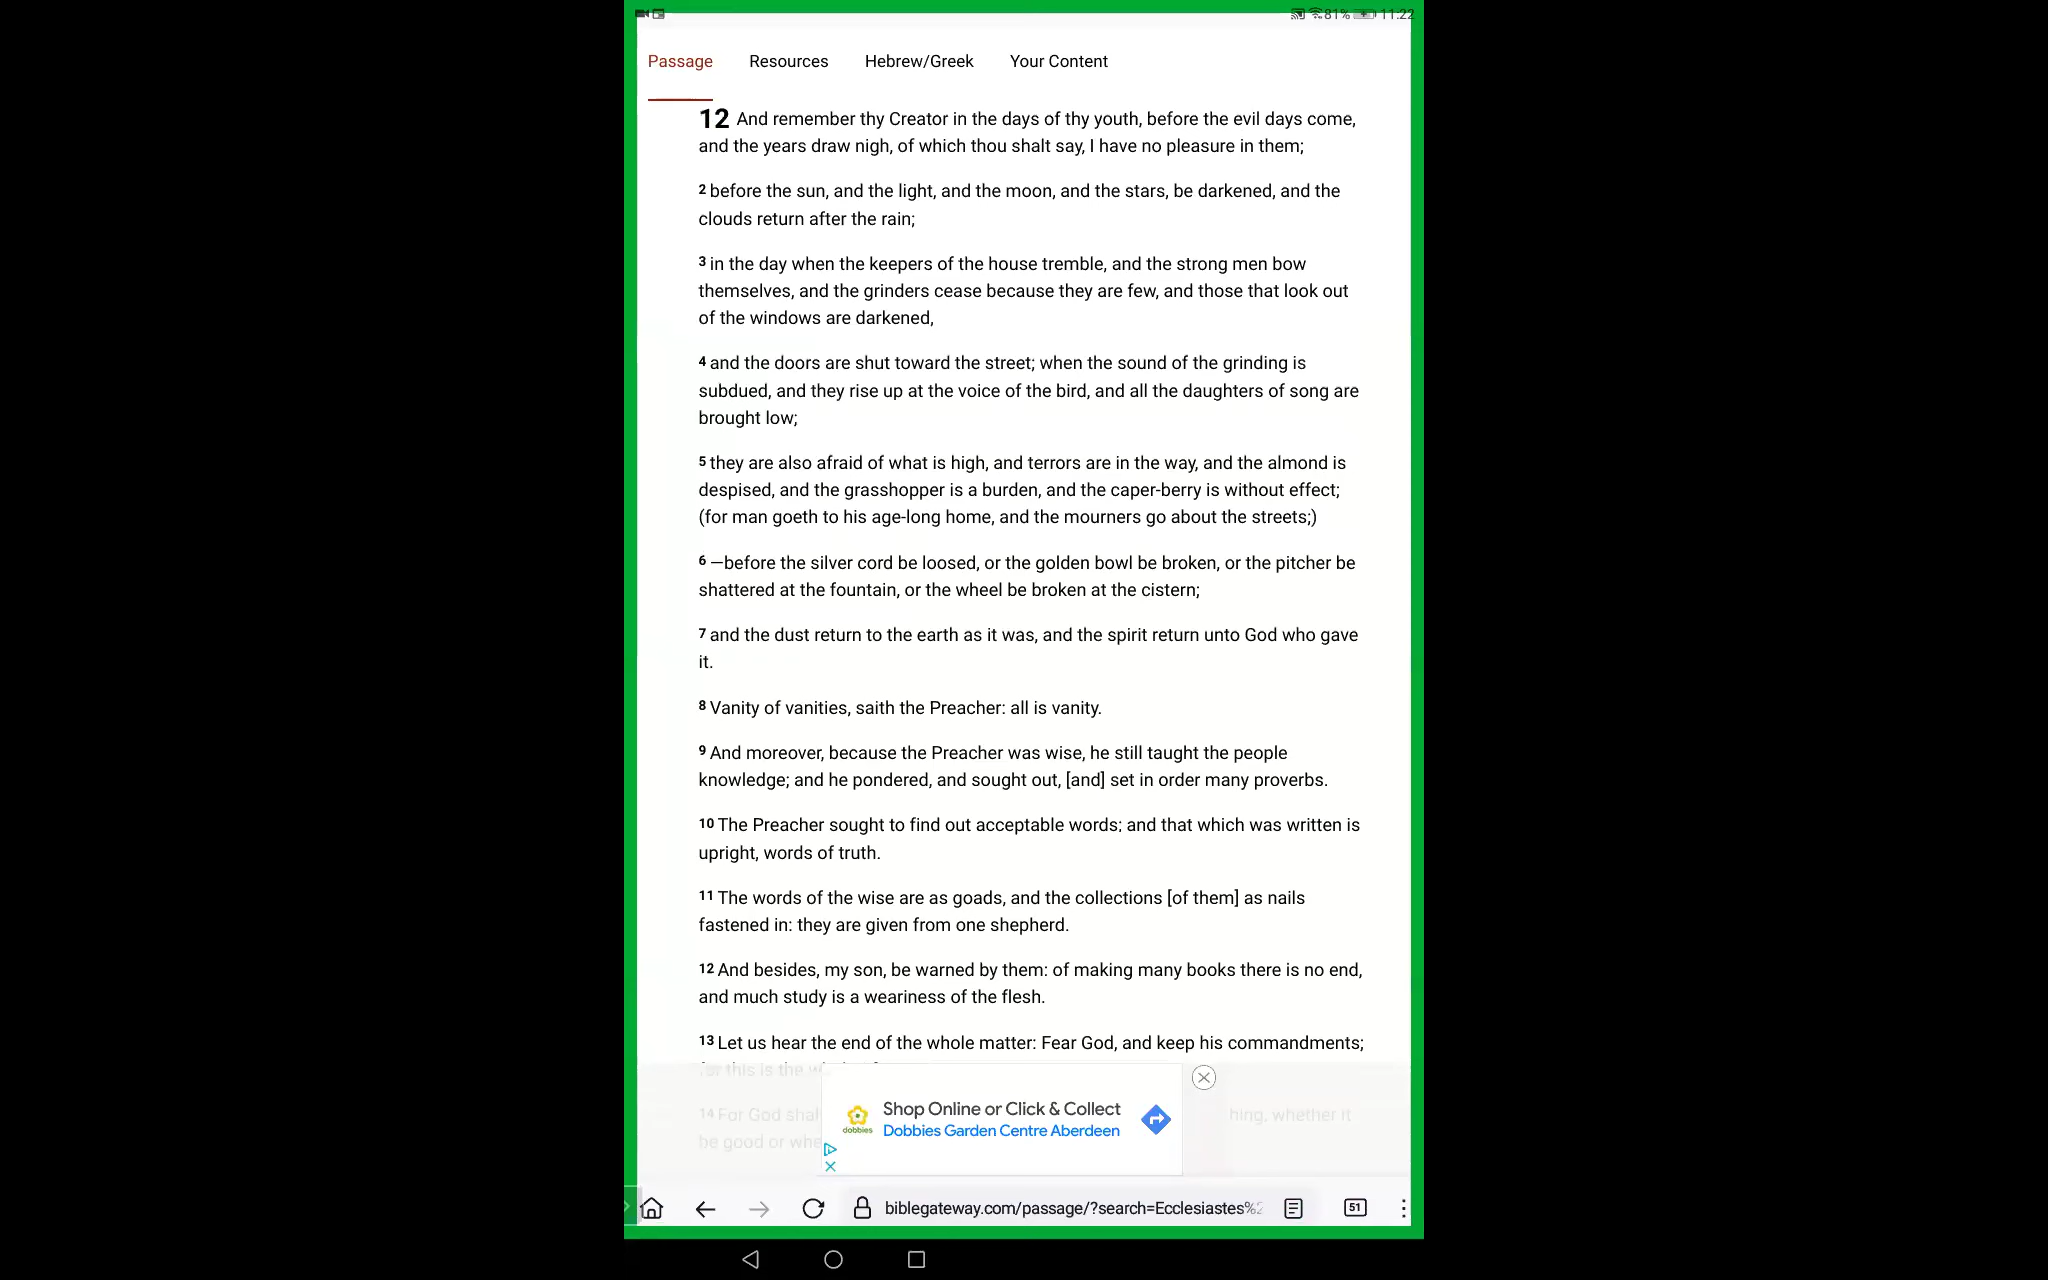 81% 11:22
Passage Resources Hebrew/Greek Your Content
12 And remember thy Creator in the days of thy youth, before the evil days come,
and the years draw nigh, of which thou shalt say, I have no pleasure in them;
2 before the sun, and the light, and the moon, and the stars, be darkened, and the
clouds return after the rain;
3 in the day when the keepers of the house tremble, and the strong men bow
themselves, and the grinders cease because they are few, and those that look out
of the windows are darkened,
4 and the doors are shut toward the street; when the sound of the grinding is
subdued, and they rise up at the voice of the bird, and all the daughters of song are
brought low;
5 they are also afraid of what is high, and terrors are in the way, and the almond is
despised, and the grasshopper is a burden, and the caper-berry is without effect;
(for man goeth to his age-long home, and the mourners go about the streets;)
6 —before the silver cord be loosed, or the golden bowl be broken, or the pitcher be
shattered at the fountain, or the wheel be broken at the cistern;
7 and the dust return to the earth as it was, and the spirit return unto God who gave
it.
8 Vanity of vanities, saith the Preacher: all is vanity.
9 And moreover, because the Preacher was wise, he still taught the people
knowledge; and he pondered, and sought out, [and] set in order many proverbs.
10 The Preacher sought to find out acceptable words; and that which was written is
upright, words of truth.
11 The words of the wise are as goads, and the collections [of them] as nails
fastened in: they are given from one shepherd.
12 And besides, my son, be warned by them: of making many books there is no end,
and much study is a weariness of the flesh.
13 Let us hear the end of the whole matter: Fear God, and keep his commandments;
for this is the
14 For God shal hing, whether it
be good or whe
Shop Online or Click & Collect
dobbies Dobbies Garden Centre Aberdeen
biblegateway.com/passage/?search=Ecclesiastes%2 51